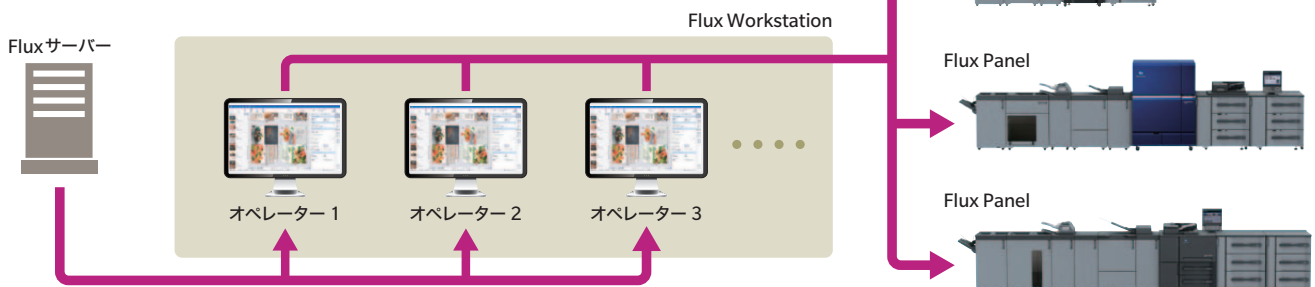 Flux Workstation
Fluxサーバー
Flux Panel
オペレーター 1
オペレーター 2
オペレーター 3
Flux Panel